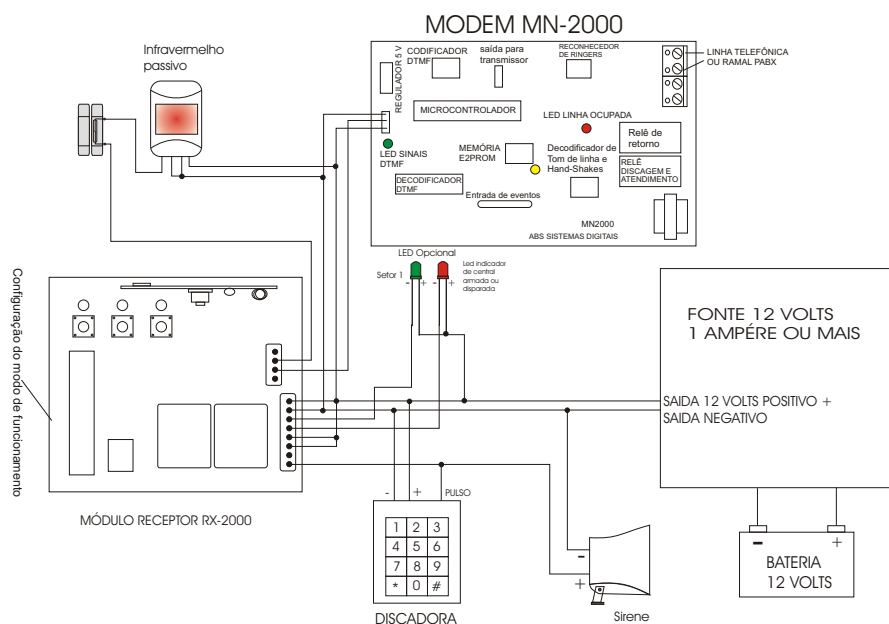 MODEM MN-2000
Infravermelho
passivo
REGULADOR 5 V
CODIFICADOR
DTMF
saída para
transmissor
RECONHECEDOR
DE RINGERS
LINHA TELEFÔNICA
OU RAMAL PABX
MICROCONTROLADOR
LED LINHA OCUPADA
LED SINAIS
DTMF
MEMÓRIA
E2PROM
Decodificador de
Tom de linha e
Hand-Shakes
Relê de
retorno
RELÊ
DISCAGEM E
ATENDIMENTO
DECODIFICADOR
DTMF
Entrada de eventos
MN2000
ABS SISTEMAS DIGITAIS
LED Opcional
Setor 1
- + - +
Led indicador
de central
armada ou
disparada
Configuração do modo de funcionamento
FONTE 12 VOLTS
1 AMPÉRE OU MAIS
SAIDA 12 VOLTS POSITIVO +
SAIDA NEGATIVO
MÓDULO RECEPTOR RX-2000
- + PULSO
1 2 3
4 5 6
7 8 9
* 0 #
DISCADORA
-
+
Sirene
- +
BATERIA
12 VOLTS